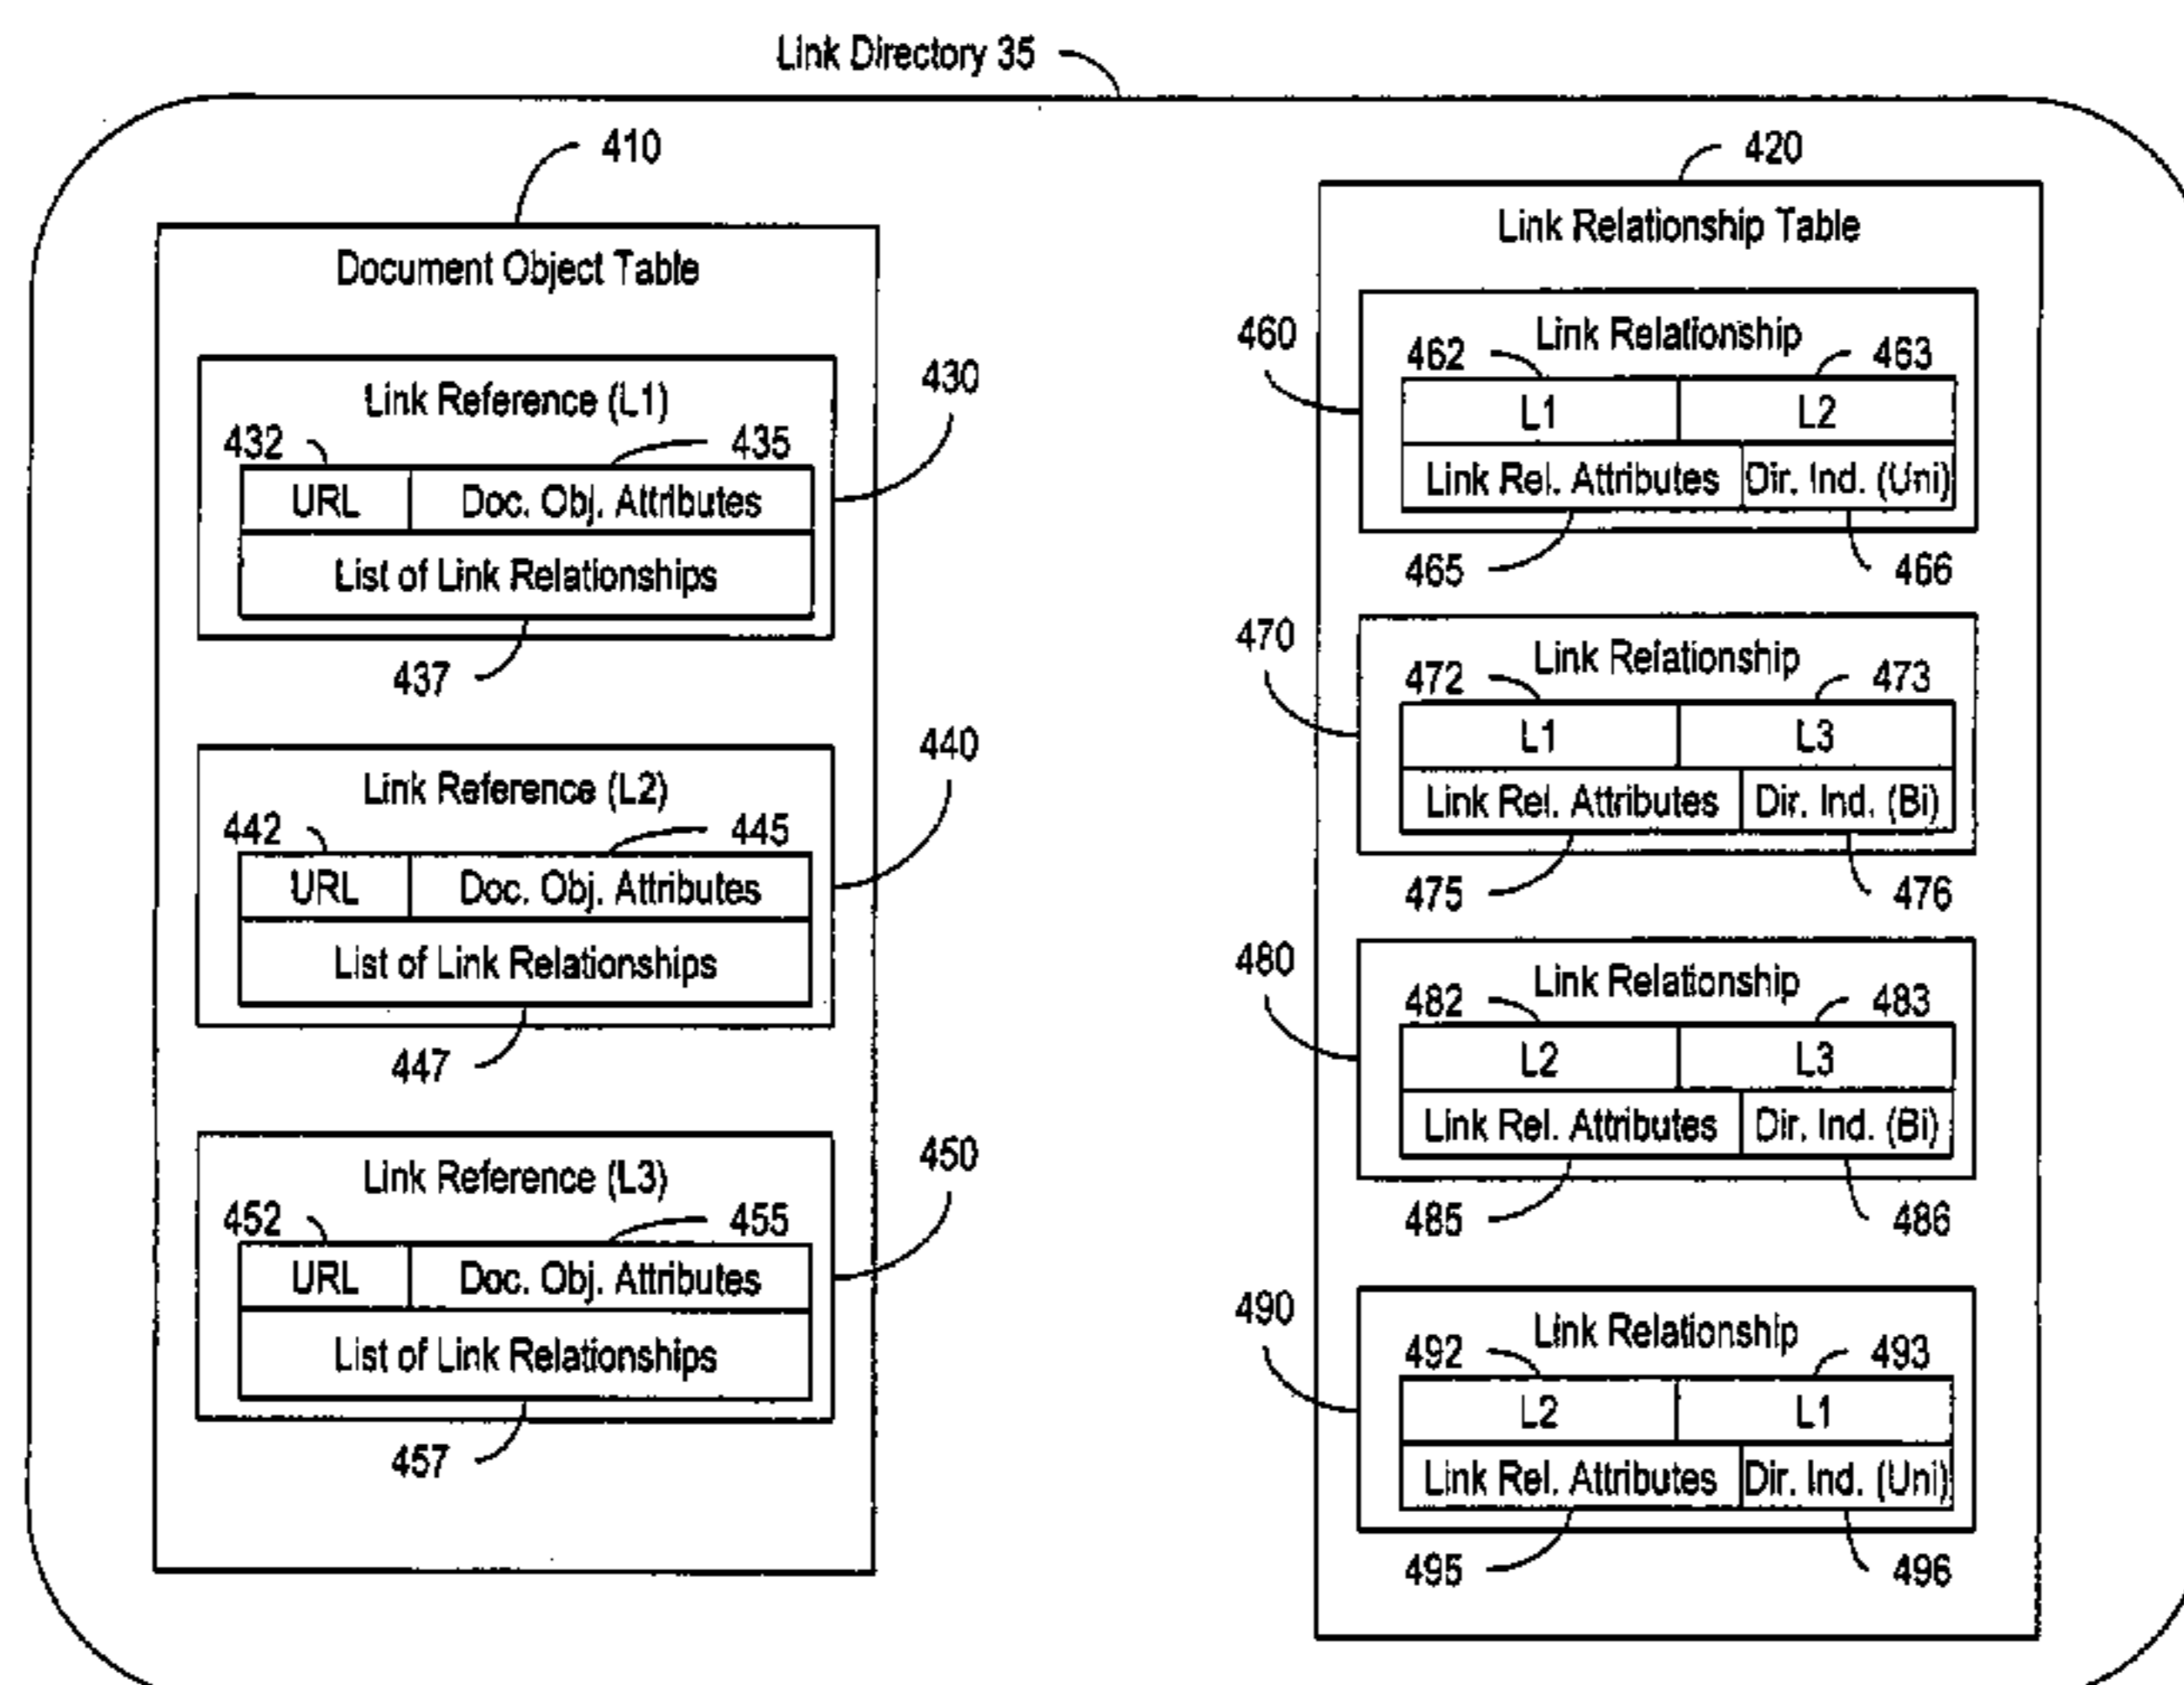 Link Directory 35
410
Document Object Table
Link Reference (L1)
430
432
435
URL
Doc. Obj. Attributes
List of Link Relationships
437
Link Reference (L2)
440
442
445
URL
Doc. Obj. Attributes
List of Link Relationships
447
Link Reference (L3)
450
452
455
URL
Doc. Obj. Attributes
List of Link Relationships
457
420
Link Relationship Table
460
Link Relationship
462
463
L1
L2
Link Rel. Attributes
Dir. Ind. (Uni)
465
466
470
Link Relationship
472
473
L1
L3
Link Rel. Attributes
Dir. Ind. (Bi)
475
476
480
Link Relationship
482
483
L2
L3
Link Rel. Attributes
Dir. Ind. (Bi)
485
486
490
Link Relationship
492
493
L2
L1
Link Rel. Attributes
Dir. Ind. (Uni)
495
496